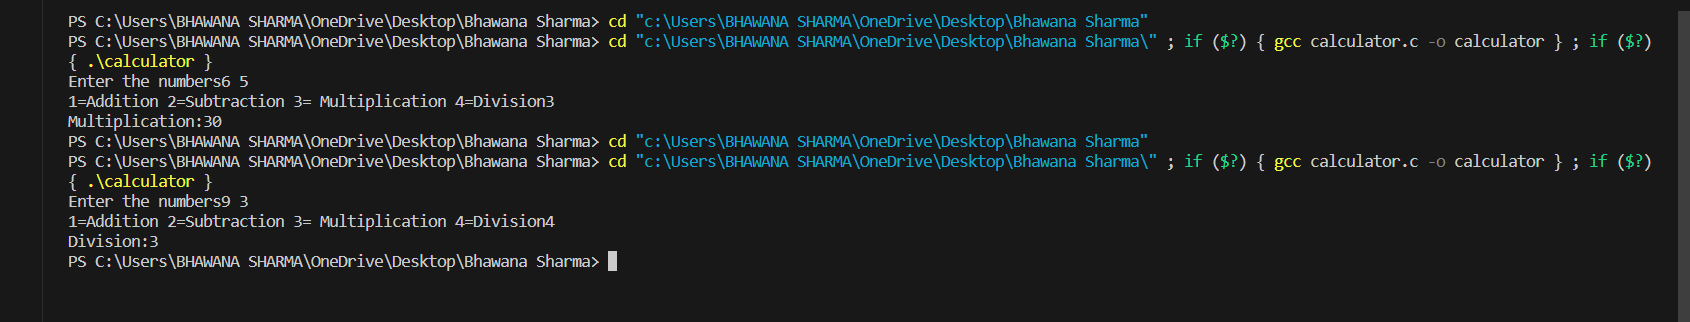 PS C:\Users\BHAWANA SHARMA\OneDrive\Desktop\Bhawana Sharma> cd "c:\Users\BHAWANA SHARMA\OneDrive\Desktop\Bhawana Sharma"
PS C:\Users\BHAWANA SHARMA\OneDrive\Desktop\Bhawana Sharma> cd "c:\Users\BHAWANA SHARMA\OneDrive\Desktop\Bhawana Sharma\" ; if ($?) { gcc calculator.c -o calculator } ; if ($?)
{ .\calculator }
Enter the numbers6 5
1=Addition 2=Subtraction 3= Multiplication 4=Division3
Multiplication:30
PS C:\Users\BHAWANA SHARMA\OneDrive\Desktop\Bhawana Sharma> cd "c:\Users\BHAWANA SHARMA\OneDrive\Desktop\Bhawana Sharma"
PS C:\Users\BHAWANA SHARMA\OneDrive\Desktop\Bhawana Sharma> cd "c:\Users\BHAWANA SHARMA\OneDrive\Desktop\Bhawana Sharma\" ; if ($?) { gcc calculator.c -o calculator } ; if ($?)
{ .\calculator }
Enter the numbers9 3
1=Addition 2=Subtraction 3= Multiplication 4=Division4
Division:3
PS C:\Users\BHAWANA SHARMA\OneDrive\Desktop\Bhawana Sharma>